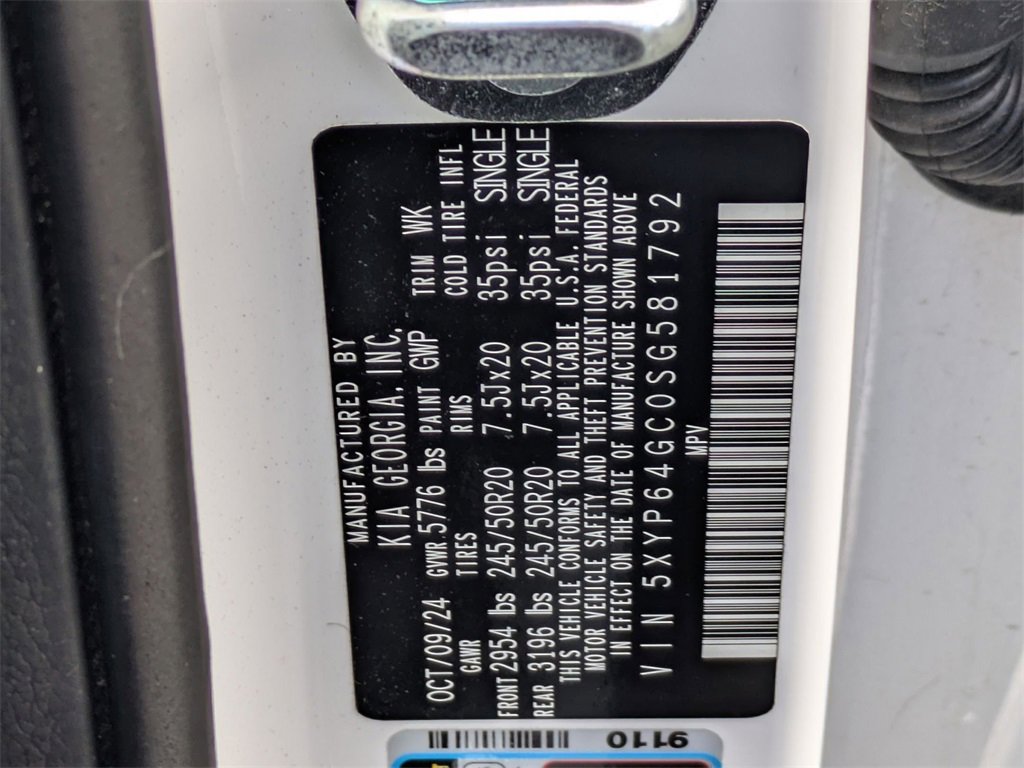 MANUFACTURED BY
KIA GEORGIA, INC.
OCT/09/24 GVWR 5776 lbs PAINT GWP TRIM WK
GAWR TIRES RIMS COLD TIRE INFL
FRONT 2954 lbs 245/50R20 7.5Jx20 35psi SINGLE
REAR 3196 lbs 245/50R20 7.5Jx20 35psi SINGLE
THIS VEHICLE CONFORMS TO ALL APPLICABLE U.S.A. FEDERAL
MOTOR VEHICLE SAFETY AND THEFT PREVENTION STANDARDS
IN EFFECT ON THE DATE OF MANUFACTURE SHOWN ABOVE
VIN 5XYP64GC0SG581792
MPV
9110